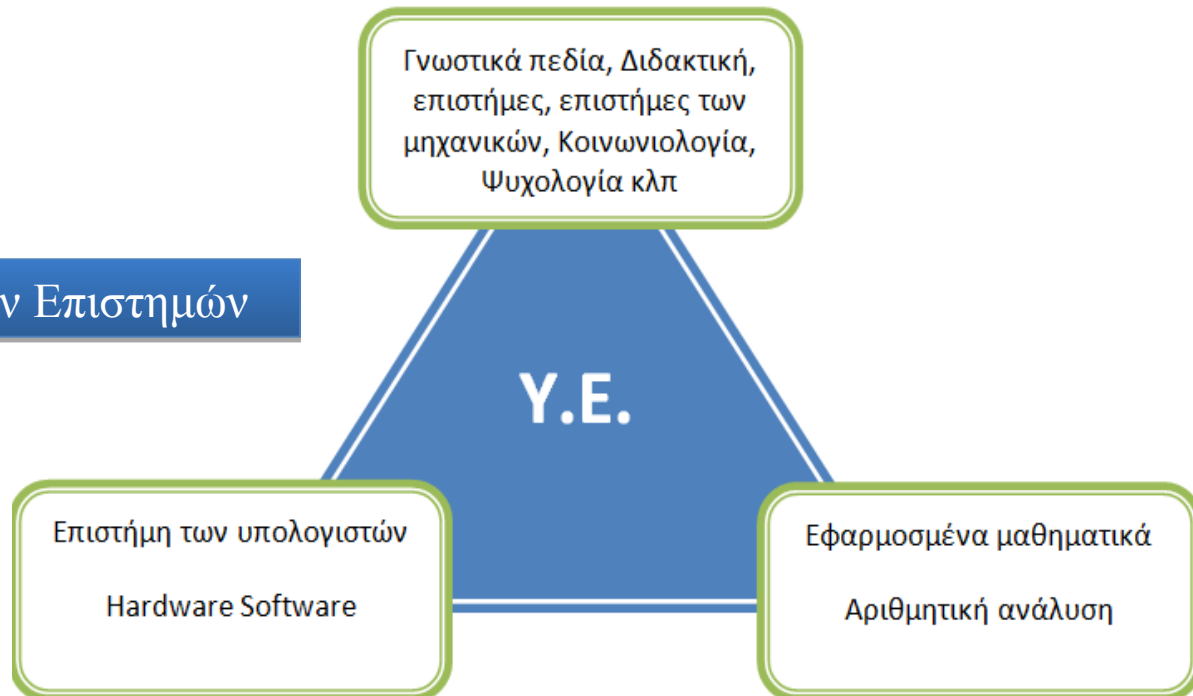 Γνωστικά πεδία, Διδακτική,
επιστήμες, επιστήμες των
μηχανικών, Κοινωνιολογία,
Ψυχολογία κλπ
ν Επιστημών
Υ.Ε.
Επιστήμη των υπολογιστών
Hardware Software
Εφαρμοσμένα μαθηματικά
Αριθμητική ανάλυση